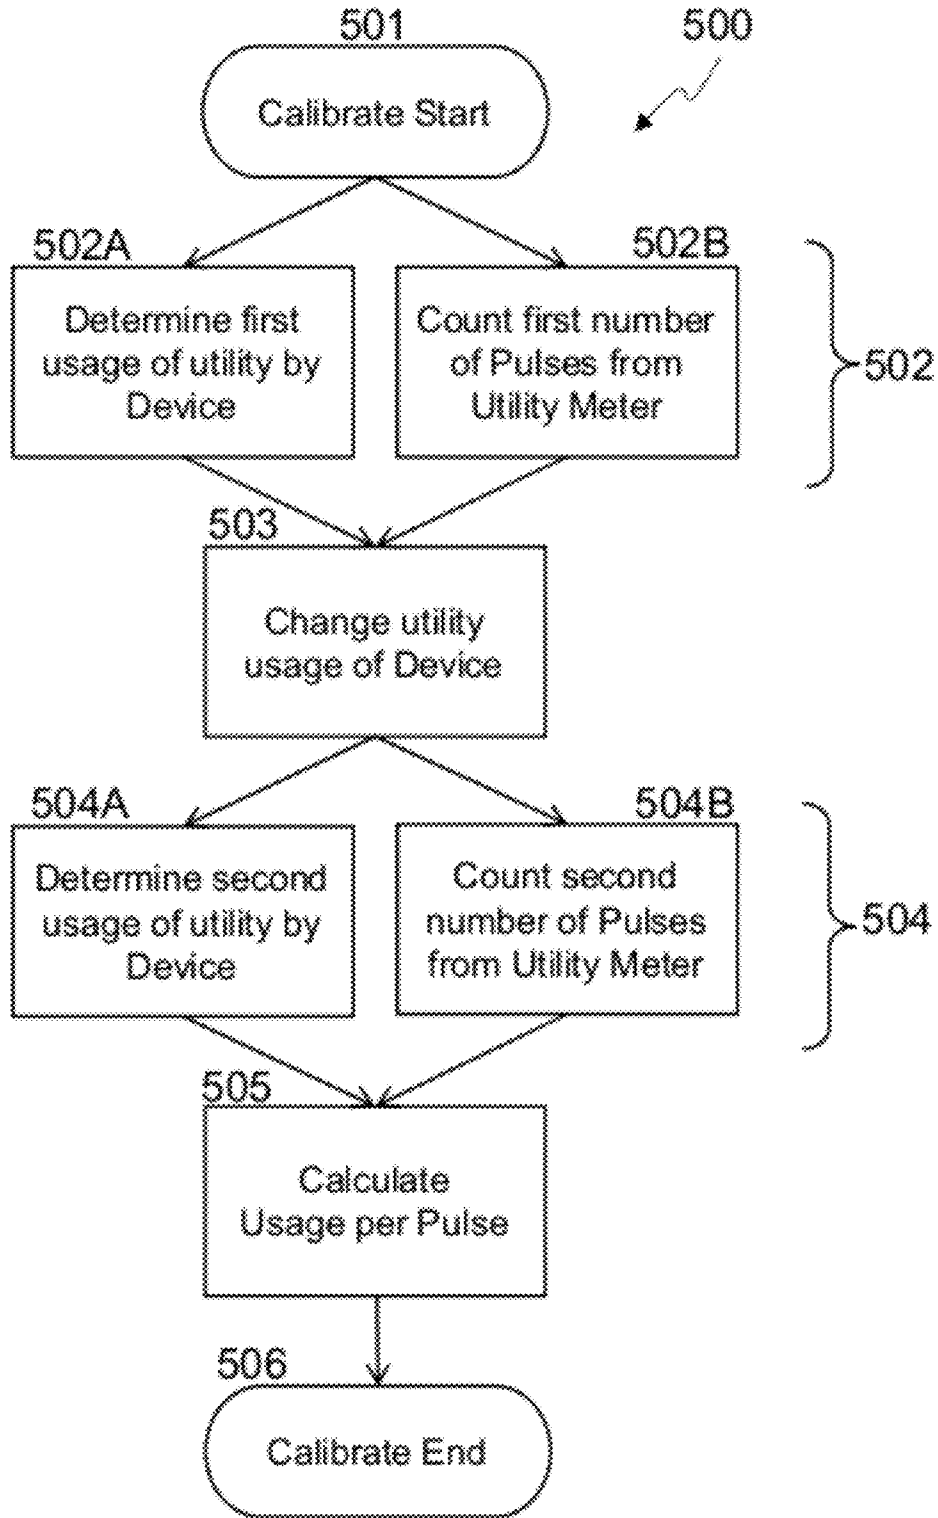 501
500
Calibrate Start
502A
502B
Determine first
usage of utility by
Device
Count first number
of Pulses from
Utility Meter
502
503
Change utility
usage of Device
504A
504B
Determine second
usage of utility by
Device
Count second
number of Pulses
from Utility Meter
504
505
Calculate
Usage per Pulse
506
Calibrate End